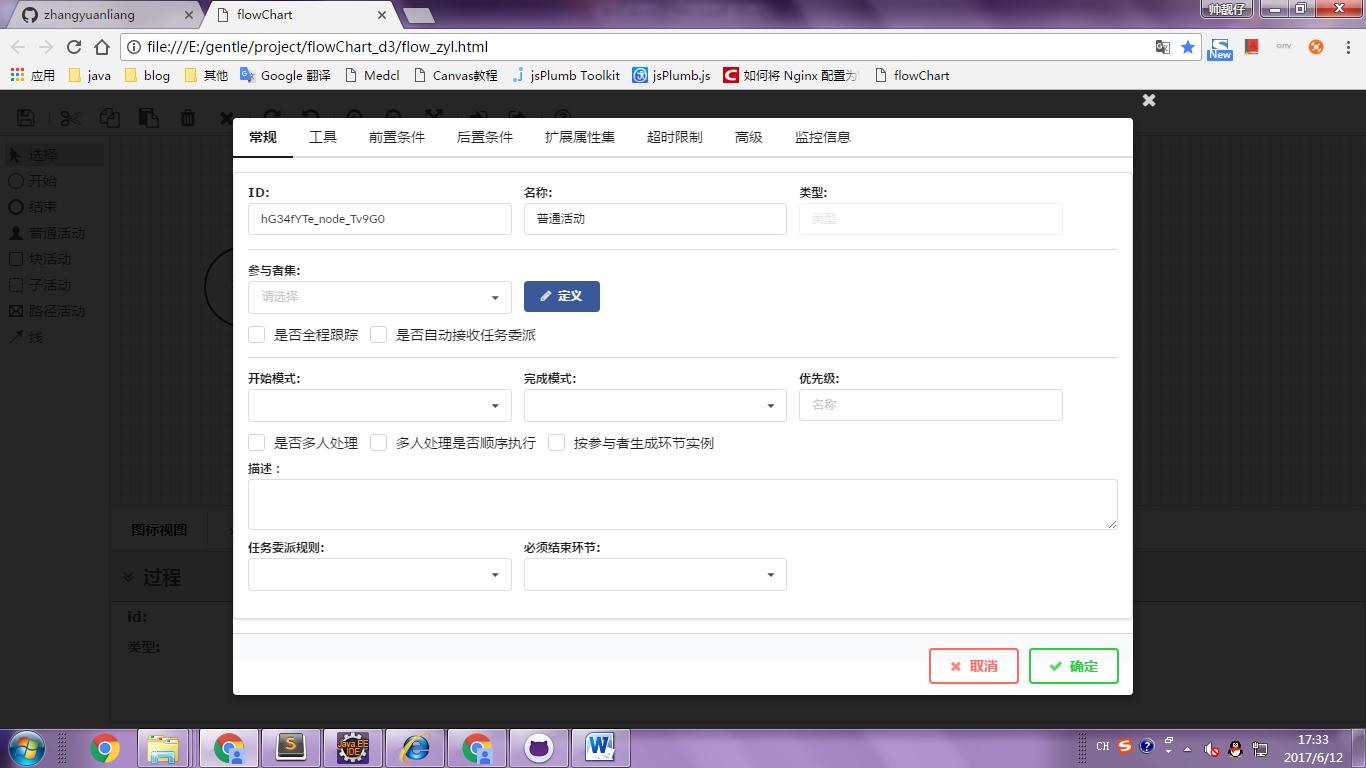 zhangyuanliang
flowChart
帅靓仔
file:///E:/gentle/project/flowChart_d3/flow_zyl.html
New
应用 java blog 其他 Google 翻译 Medcl Canvas教程 jsPlumb Toolkit jsPlumb.js 如何将 Nginx 配置为 flowChart
选择
开始
结束
普通活动
块活动
子活动
路径活动
线
常规 工具 前置条件 后置条件 扩展属性集 超时限制 高级 监控信息
ID: 名称: 类型:
hG34fYTe_node_Tv9G0 普通活动 类型
参与者集:
请选择 定义
是否全程跟踪 是否自动接收任务委派
开始模式: 完成模式: 优先级:
名称
是否多人处理 多人处理是否顺序执行 按参与者生成环节实例
描述：
任务委派规则: 必须结束环节:
图标视图
过程
id:
类型:
取消 确定
Java EE
IDE
CH
17:33
2017/6/12